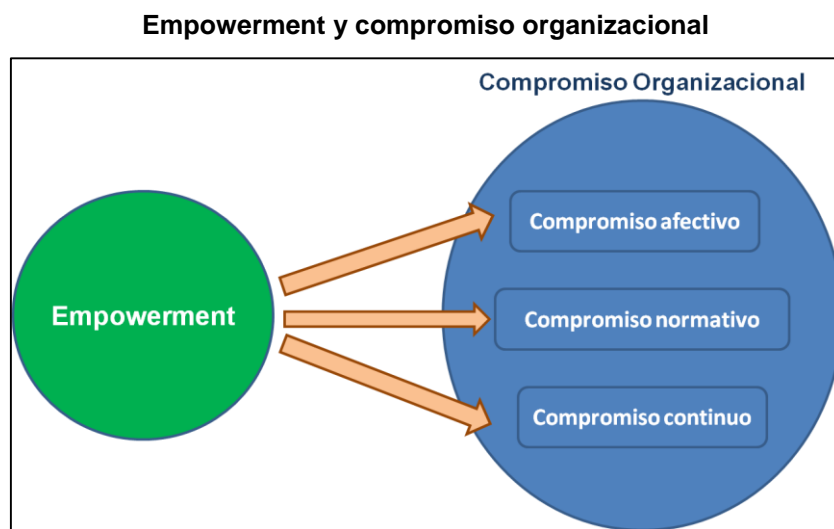 Empowerment y compromiso organizacional
Compromiso Organizacional
Compromiso afectivo
Empowerment
Compromiso normativo
Compromiso continuo